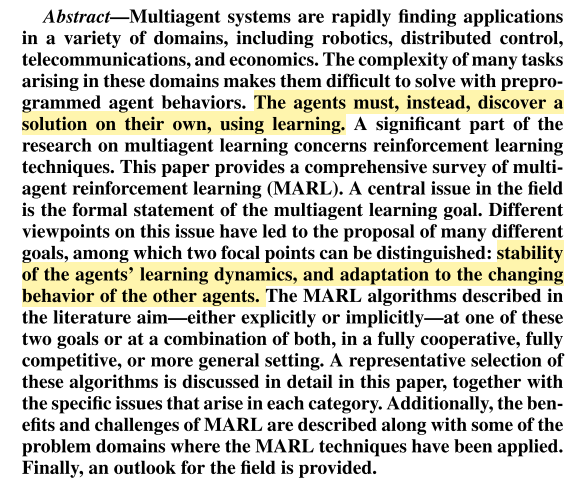 Abstract—Multiagent systems are rapidly finding applications
in a variety of domains, including robotics, distributed control,
telecommunications, and economics. The complexity of many tasks
arising in these domains makes them difficult to solve with prepro-
grammed agent behaviors. The agents must, instead, discover a
solution on their own, using learning. A significant part of the
research on multiagent learning concerns reinforcement learning
techniques. This paper provides a comprehensive survey of multi-
agent reinforcement learning (MARL). A central issue in the field
is the formal statement of the multiagent learning goal. Different
viewpoints on this issue have led to the proposal of many different
goals, among which two focal points can be distinguished: stability
of the agents' learning dynamics, and adaptation to the changing
behavior of the other agents. The MARL algorithms described in
the literature aim—either explicitly or implicitly—at one of these
two goals or at a combination of both, in a fully cooperative, fully
competitive, or more general setting. A representative selection of
these algorithms is discussed in detail in this paper, together with
the specific issues that arise in each category. Additionally, the ben-
efits and challenges of MARL are described along with some of the
problem domains where the MARL techniques have been applied.
Finally, an outlook for the field is provided.